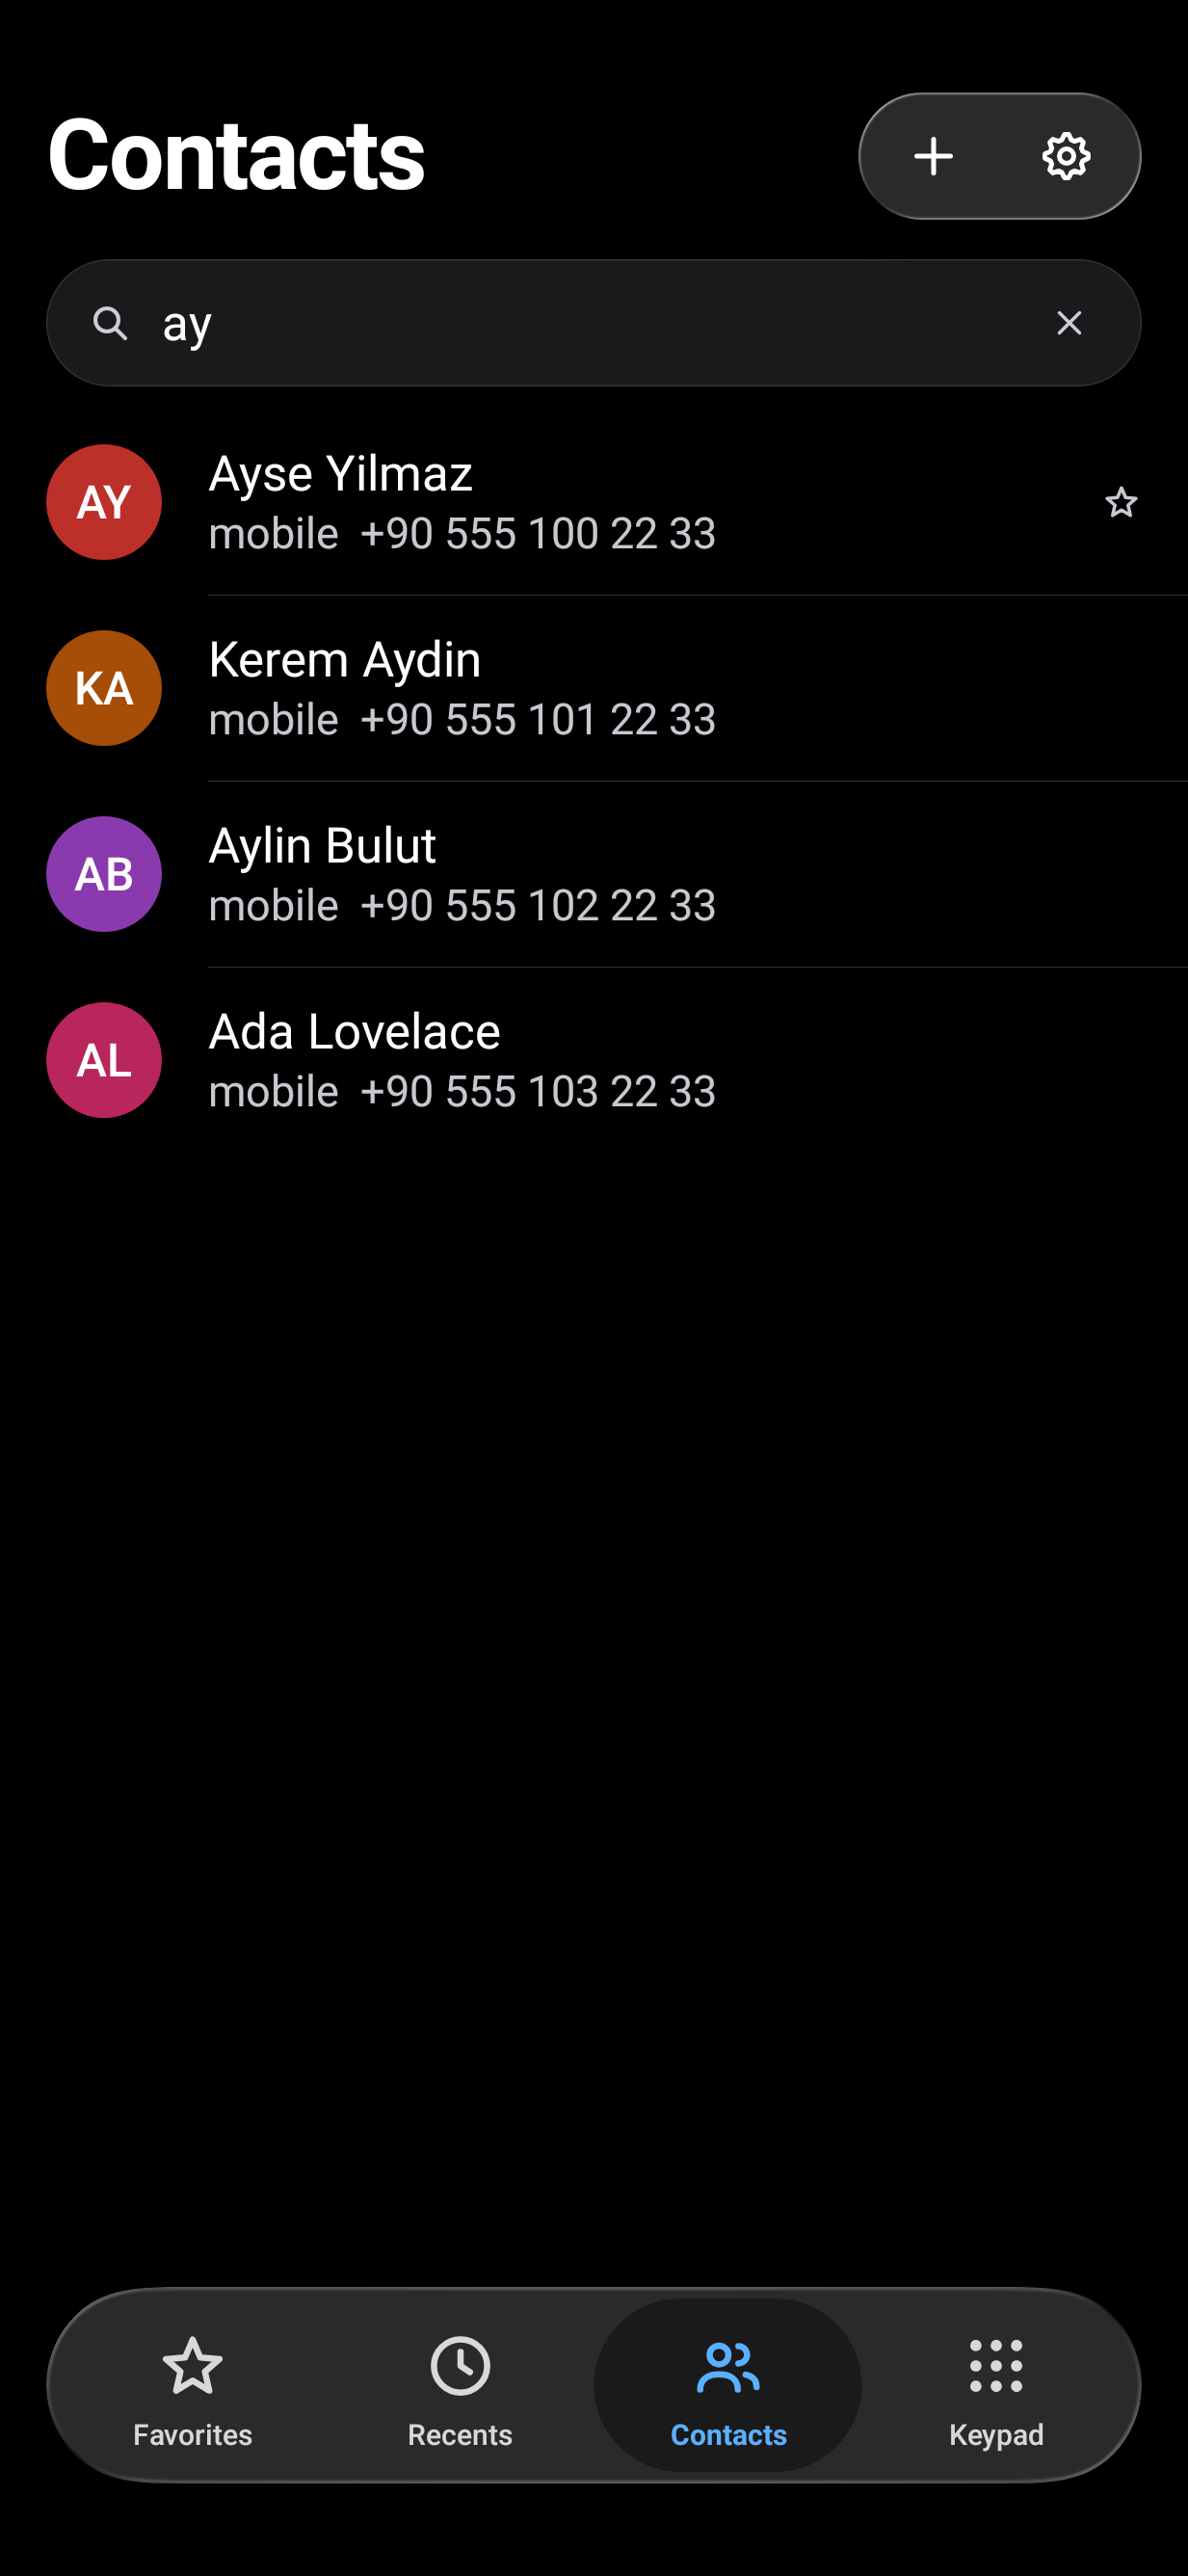 Contacts
ay
AY
Ayse Yilmaz
mobile +90 555 100 22 33
KA
Kerem Aydin
mobile +90 555 101 22 33
AB
Aylin Bulut
mobile +90 555 102 22 33
AL
Ada Lovelace
mobile +90 555 103 22 33
Favorites Recents Contacts Keypad